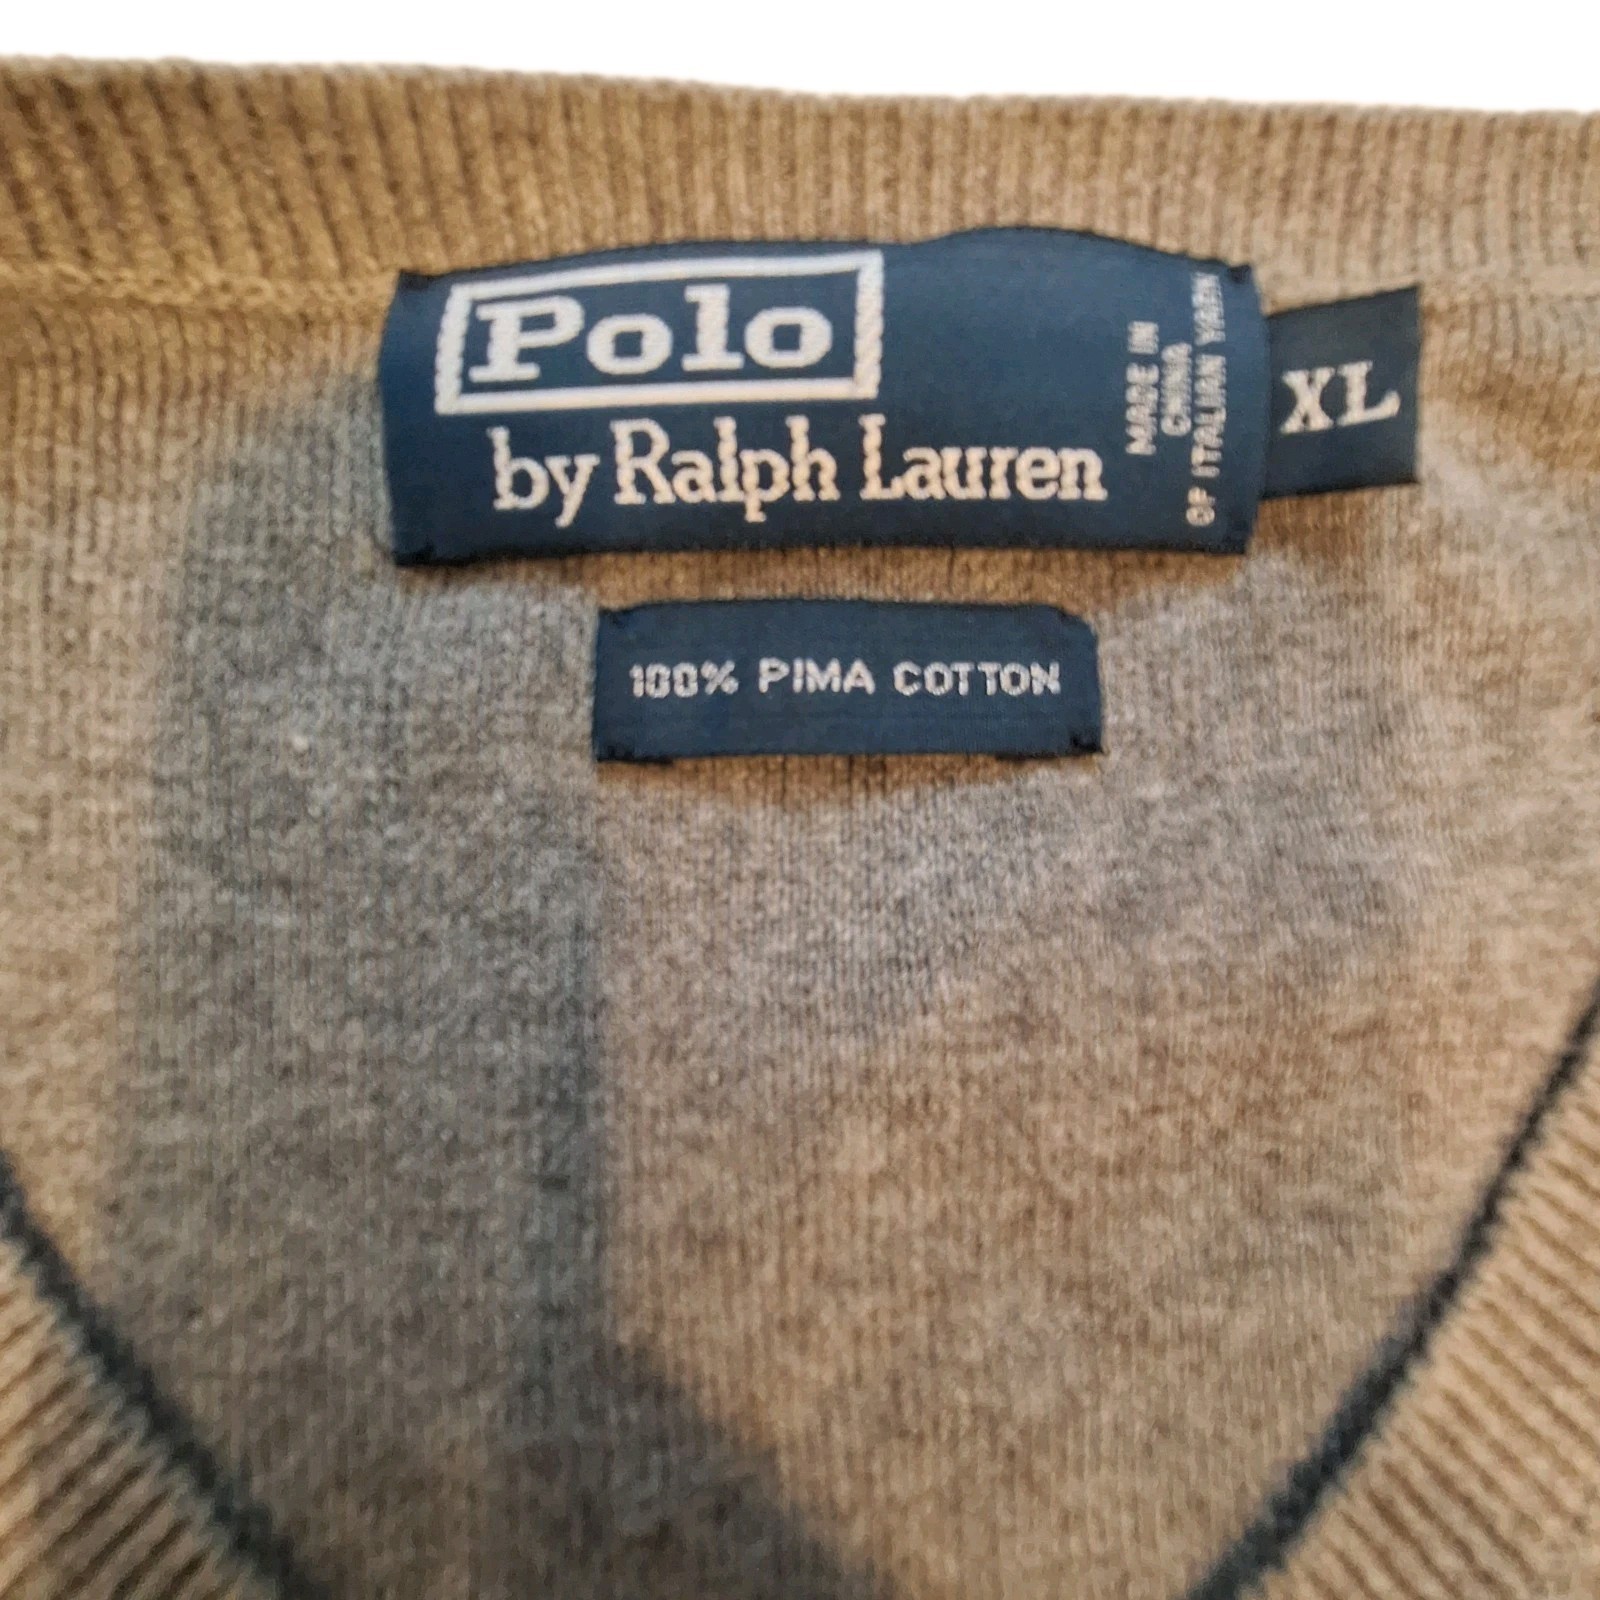 Polo
by Ralph Lauren
MADE IN
CHINA
OF ITALIAN YARN
XL
100% PIMA COTTON